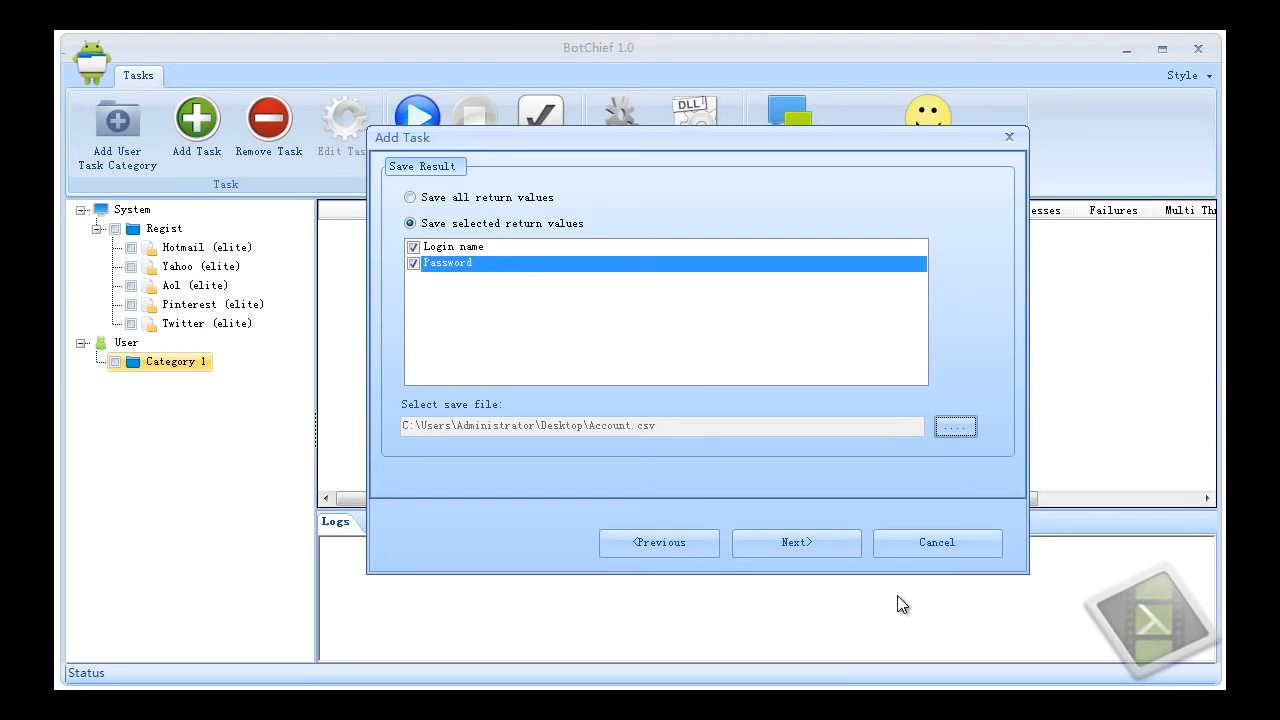 BotChief 1.0
Tasks
Style
DLL
Add User
Task Category
Add Task
Remove Task
Edit Tas
Task
Add Task
Save Result
Save all return values
Save selected return values
Login name
Password
Select save file:
C:\Users\Administrator\Desktop\Account.csv
....
<Previous
Next>
Cancel
System
Regist
Hotmail (elite)
Yahoo (elite)
Aol (elite)
Pinterest (elite)
Twitter (elite)
User
Category 1
esses
Failures
Multi Thr
Logs
Status